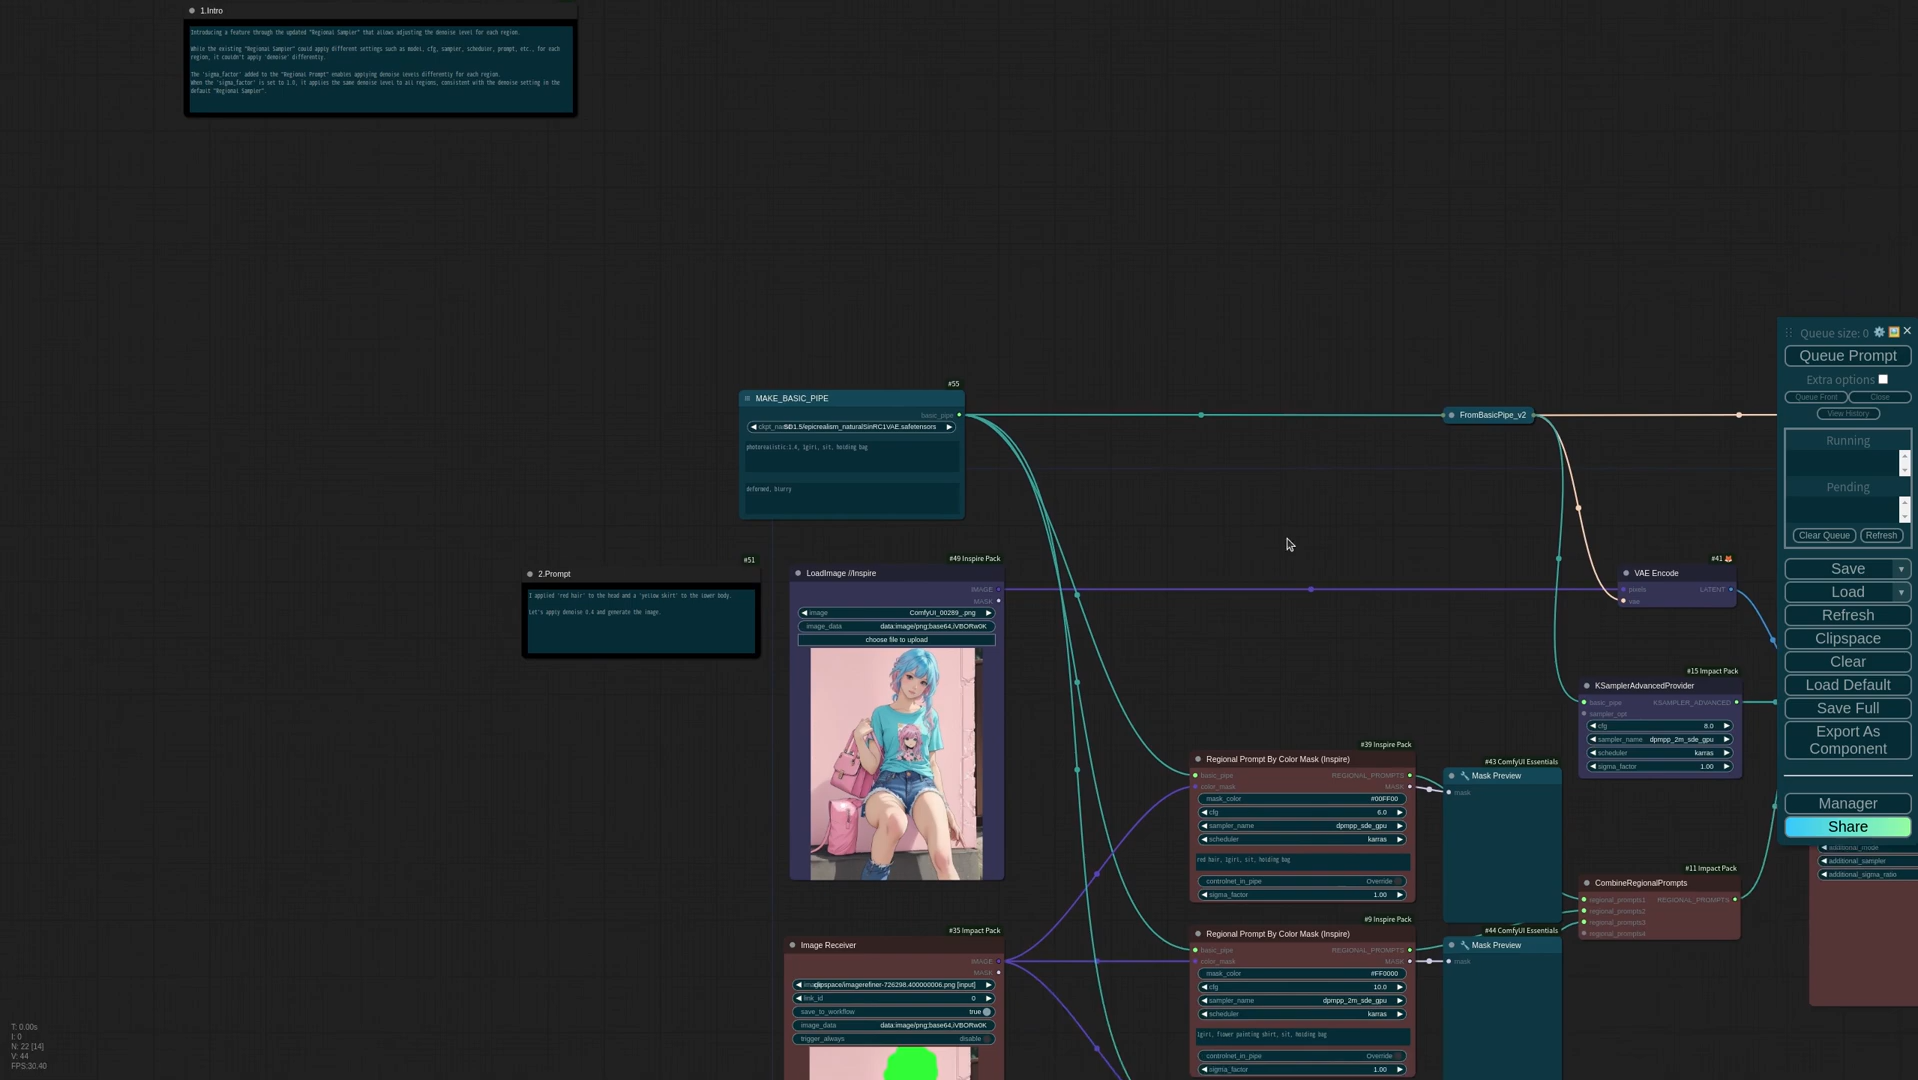 1.Intro
Introducing a feature through the updated "Regional Sampler" that allows adjusting the denoise level for each region.
While the existing "Regional Sampler" could apply different settings such as model, cfg, sampler, scheduler, prompt, etc., for each
region, it couldn't apply 'denoise' differently.
The 'sigma_factor' added to the "Regional Prompt" enables applying denoise levels differently for each region.
When the 'sigma_factor' is set to 1.0, it applies the same denoise level to all regions, consistent with the denoise setting in the
default "Regional Sampler".
#55
MAKE_BASIC_PIPE
basic_pipe
SD1.5/epicrealism_naturalSinRC1VAE.safetensors
photorealistic:1.4, 1girl, sit, holding bag
deformed, blurry
#51
2.Prompt
I applied 'red hair' to the head and a 'yellow skirt' to the lower body.
Let's apply denoise 0.4 and generate the image.
#49 Inspire Pack
LoadImage //Inspire
IMAGE
MASK
image ComfyUI_00289_.png
image_data data:image/png;base64,iVBORw0K
choose file to upload
#35 Impact Pack
Image Receiver
IMAGE
MASK
clipspace/imagerefiner-726298.400000006.png [input]
link_id 0
save_to_workflow true
image_data data:image/png;base64,iVBORw0K
trigger_always disable
#39 Inspire Pack
Regional Prompt By Color Mask (Inspire)
basic_pipe REGIONAL_PROMPTS
color_mask MASK
mask_color #00FF00
cfg 6.0
sampler_name dpmpp_sde_gpu
scheduler karras
red hair, 1girl, sit, holding bag
controlnet_in_pipe Override
sigma_factor 1.00
#9 Inspire Pack
Regional Prompt By Color Mask (Inspire)
basic_pipe REGIONAL_PROMPTS
color_mask MASK
mask_color #FF0000
cfg 10.0
sampler_name dpmpp_2m_sde_gpu
scheduler karras
1girl, flower painting shirt, sit, holding bag
controlnet_in_pipe Override
sigma_factor 1.00
#43 ComfyUI Essentials
Mask Preview
mask
#44 ComfyUI Essentials
Mask Preview
mask
FromBasicPipe_v2
#41
VAE Encode
pixels LATENT
vae
#15 Impact Pack
KSamplerAdvancedProvider
basic_pipe KSAMPLER_ADVANCED
sampler_opt
cfg 8.0
sampler_name dpmpp_2m_sde_gpu
scheduler karras
sigma_factor 1.00
#11 Impact Pack
CombineRegionalPrompts
regional_prompts1 REGIONAL_PROMPTS
regional_prompts2
regional_prompts3
regional_prompts4
Queue size: 0
Queue Prompt
Extra options
Queue Front Close
View History
Running
Pending
Clear Queue Refresh
Save
Load
Refresh
Clipspace
Clear
Load Default
Save Full
Export As
Component
Manager
Share
additional_mode
additional_sampler
additional_sigma_ratio
T: 0.00s
I: 0
N: 22 [14]
V: 44
FPS:30.40